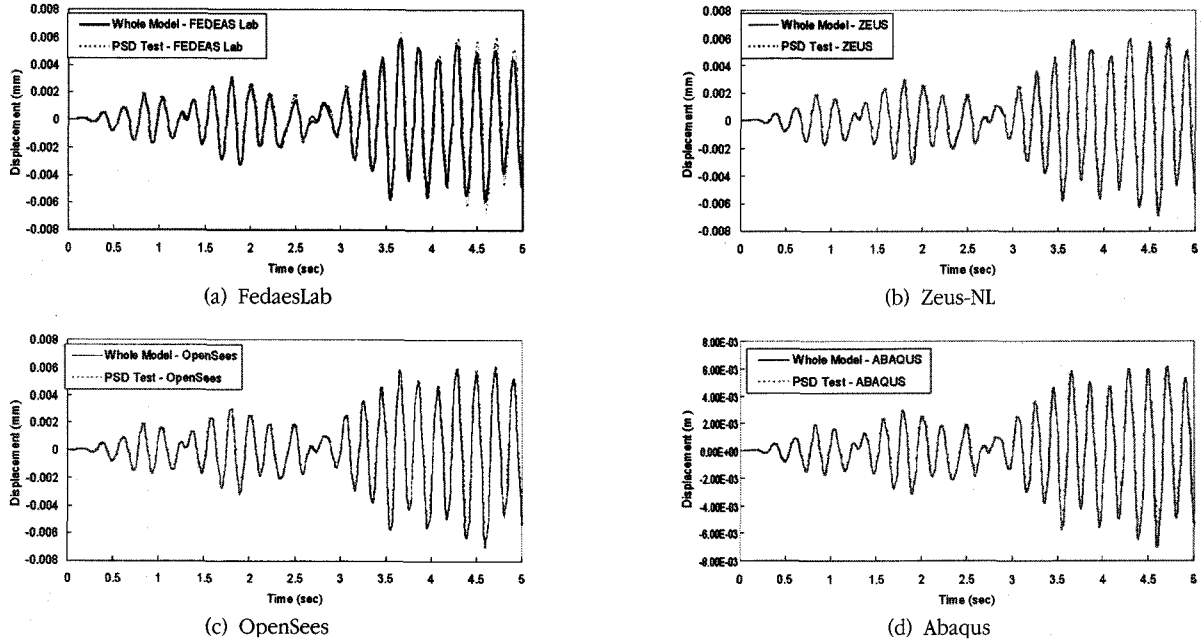 0.008
0.006
0.004
0.002
0
-0.002
-0.004
-0.006
-0.008
Displacement (mm)
Whole Model - FEDEAS Lab
PSD Test - FEDEAS Lab
0 0.5 1 1.5 2 2.5 3 3.5 4 4.5 5
Time (sec)
(a) FedaesLab
0.008
0.006
0.004
0.002
0
-0.002
-0.004
-0.006
-0.008
Displacement (mm)
Whole Model - ZEUS
PSD Test - ZEUS
0 0.5 1 1.5 2 2.5 3 3.5 4 4.5 5
Time (sec)
(b) Zeus-NL
0.008
0.006
0.004
0.002
0
-0.002
-0.004
-0.006
-0.008
Displacement (mm)
Whole Model - OpenSees
PSD Test - OpenSees
0 0.5 1 1.5 2 2.5 3 3.5 4 4.5 5
Time (sec)
(c) OpenSees
8.00E-03
6.00E-03
4.00E-03
2.00E-03
0.00E+00
-2.00E-03
-4.00E-03
-6.00E-03
-8.00E-03
Displacement (m)
Whole Model - ABAQUS
PSD Test - ABAQUS
0 0.5 1 1.5 2 2.5 3 3.5 4 4.5 5
Time (sec)
(d) Abaqus